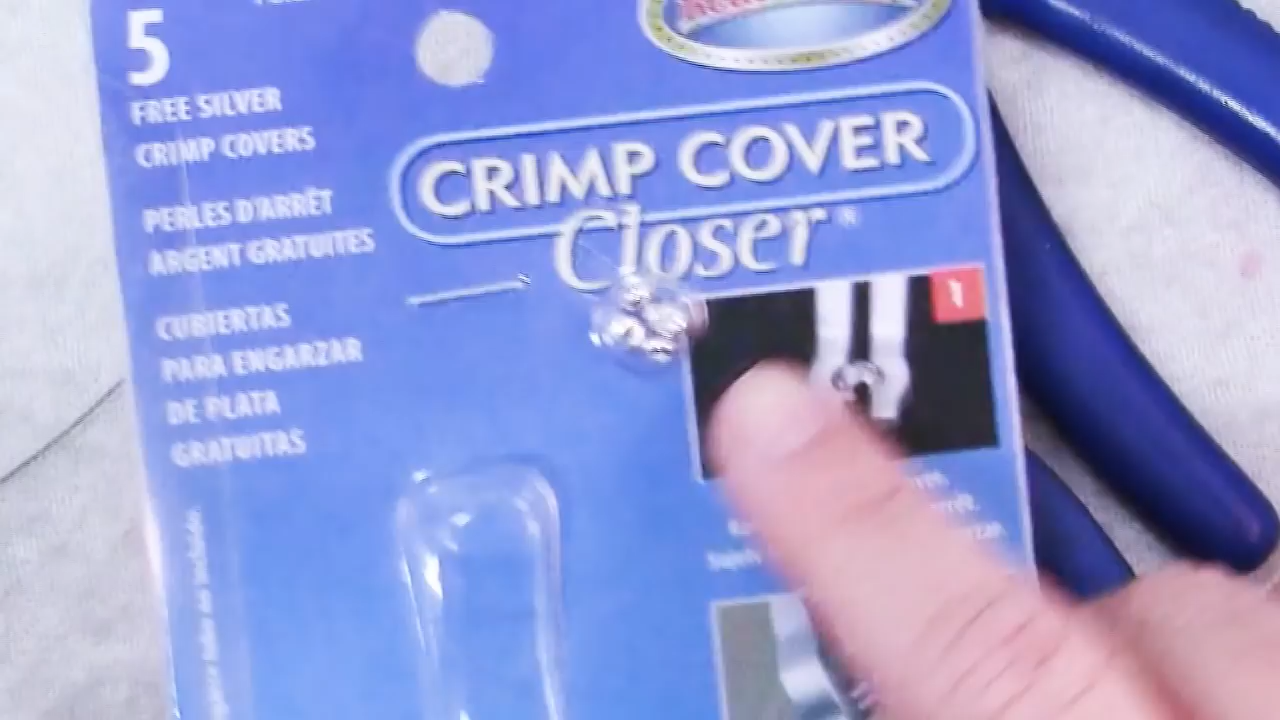 5
FREE SILVER
CRIMP COVERS
PERLES D'ARRÊT
ARGENT GRATUITES
CUBIERTAS
PARA ENGARZAR
DE PLATA
GRATUITAS
CRIMP COVER
Closer®
1